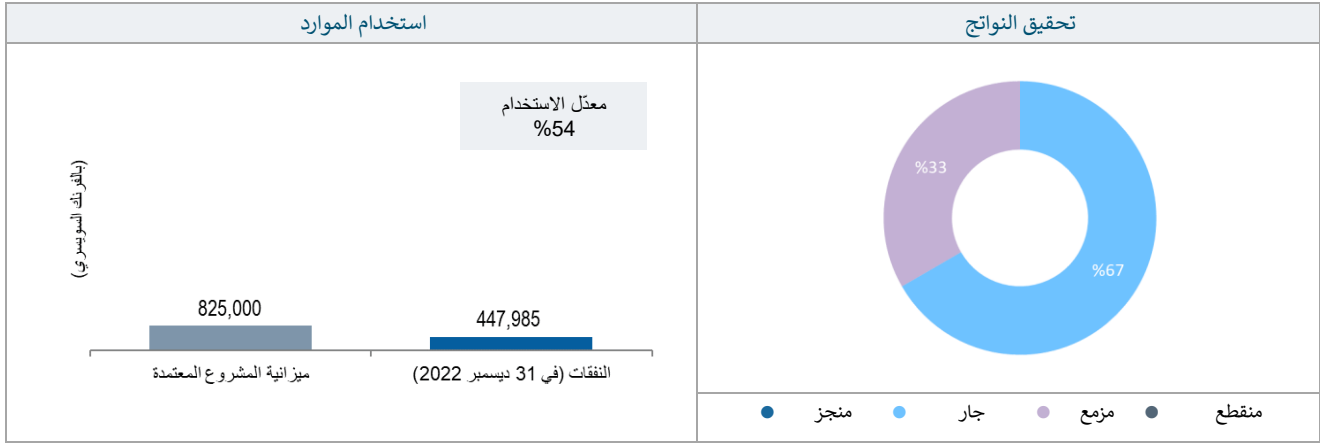 تحقيق النواتج
%33
%67
منقطع
مزمع
جار
منجز
استخدام الموارد
معدّل الاستخدام
%54
(بالفرنك السويسري)
825,000
447,985
ميزانية المشروع المعتمدة
النفقات (في 31 ديسمبر 2022)